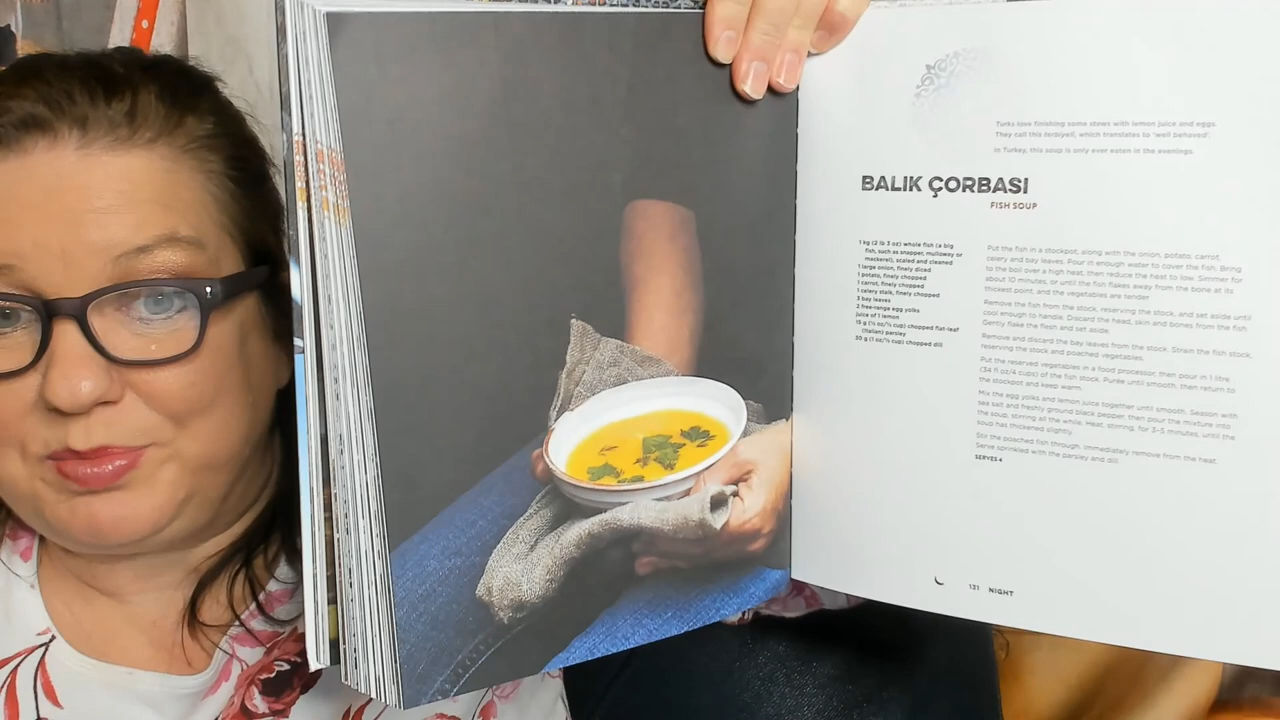 Turks love finishing some stews with lemon juice and eggs.
They call this terbiyeli, which translates to 'well behaved'.
In Turkey, this soup is only ever eaten in the evenings.
BALIK ÇORBASI
FISH SOUP
1 kg (2 lb 3 oz) whole fish (a big
fish, such as snapper, mulloway or
mackerel), scaled and cleaned
1 large onion, finely diced
1 potato, finely chopped
1 carrot, finely chopped
1 celery stalk, finely chopped
3 bay leaves
2 free-range egg yolks
juice of 1 lemon
15 g (½ oz/½ cup) chopped flat-leaf
(Italian) parsley
30 g (1 oz/½ cup) chopped dill
Put the fish in a stockpot, along with the onion, potato, carrot,
celery and bay leaves. Pour in enough water to cover the fish. Bring
to the boil over a high heat, then reduce the heat to low. Simmer for
about 10 minutes, or until the fish flakes away from the bone at its
thickest point, and the vegetables are tender.
Remove the fish from the stock, reserving the stock, and set aside until
cool enough to handle. Discard the head, skin and bones from the fish.
Gently flake the flesh and set aside.
Remove and discard the bay leaves from the stock. Strain the fish stock,
reserving the stock and poached vegetables.
Put the reserved vegetables in a food processor, then pour in 1 litre
(34 fl oz/4 cups) of the fish stock. Purée until smooth, then return to
the stockpot and keep warm.
Mix the egg yolks and lemon juice together until smooth. Season with
sea salt and freshly ground black pepper, then pour the mixture into
the soup, stirring all the while. Heat, stirring, for 3–5 minutes, until the
soup has thickened slightly.
Stir the poached fish through. Immediately remove from the heat.
Serve sprinkled with the parsley and dill.
SERVES 4
131 NIGHT